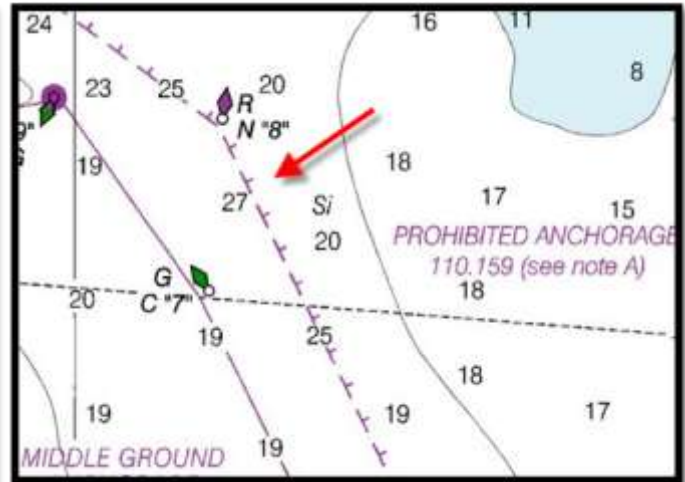 24
16
11
8
23
25
20
R
N "8"
9"
19
18
27
Si
17
15
20
PROHIBITED ANCHORAGE
110.159 (see note A)
G
C "7"
20
18
19
25
18
19
19
17
19
MIDDLE GROUND